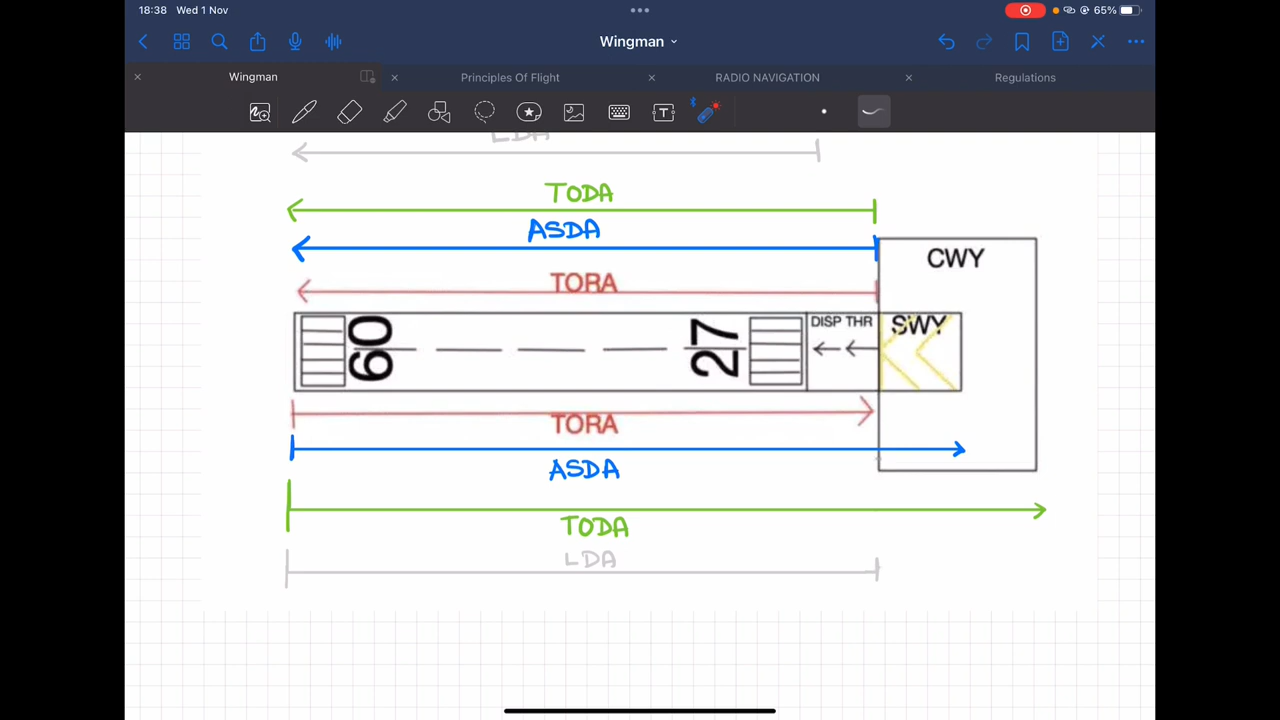 18:38 Wed 1 Nov
65%
Wingman
Wingman
Principles Of Flight
RADIO NAVIGATION
Regulations
T
LDA
TODA
ASDA
CWY
TORA
09
27
DISP THR
SWY
TORA
ASDA
TODA
LDA